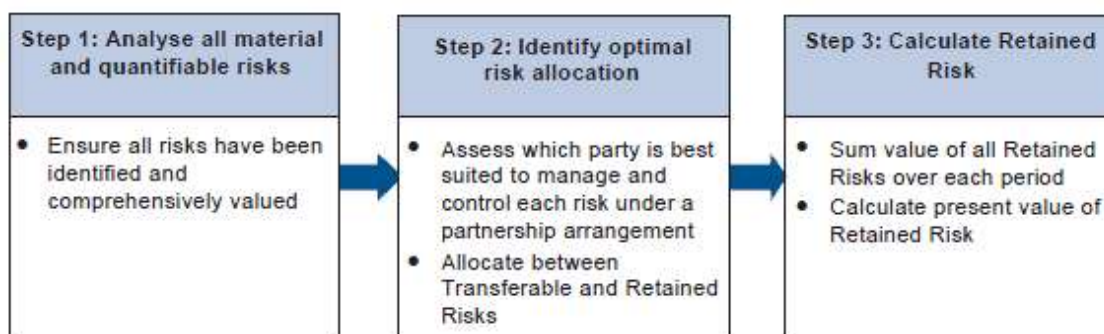 Step 1: Analyse all material
and quantifiable risks
• Ensure all risks have been
identified and
comprehensively valued
Step 2: Identify optimal
risk allocation
• Assess which party is best
suited to manage and
control each risk under a
partnership arrangement
• Allocate between
Transferable and Retained
Risks
Step 3: Calculate Retained
Risk
• Sum value of all Retained
Risks over each period
• Calculate present value of
Retained Risk